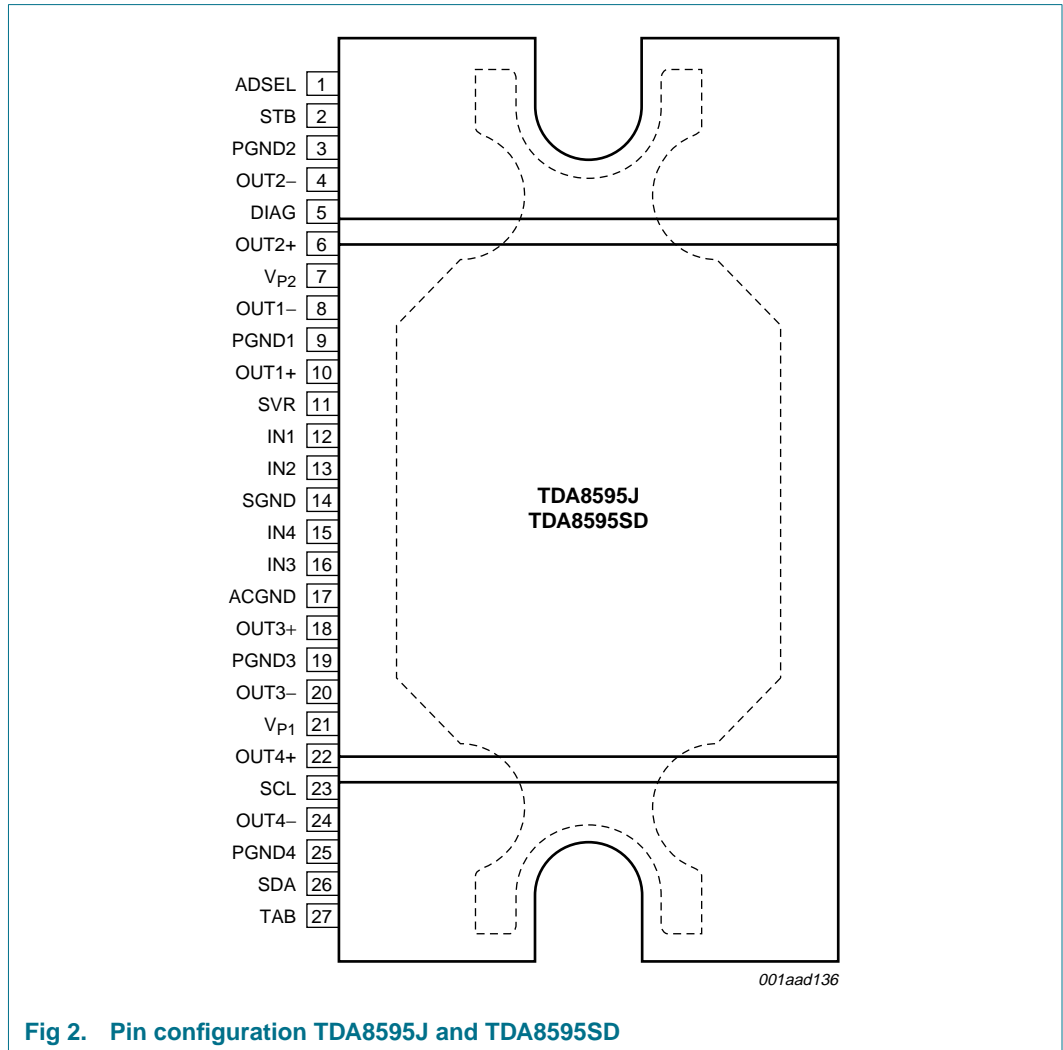 ADSEL 1
STB 2
PGND2 3
OUT2− 4
DIAG 5
OUT2+ 6
VP2 7
OUT1− 8
PGND1 9
OUT1+ 10
SVR 11
IN1 12
IN2 13
SGND 14
IN4 15
IN3 16
ACGND 17
OUT3+ 18
PGND3 19
OUT3− 20
VP1 21
OUT4+ 22
SCL 23
OUT4− 24
PGND4 25
SDA 26
TAB 27
TDA8595J
TDA8595SD
001aad136
Fig 2. Pin configuration TDA8595J and TDA8595SD